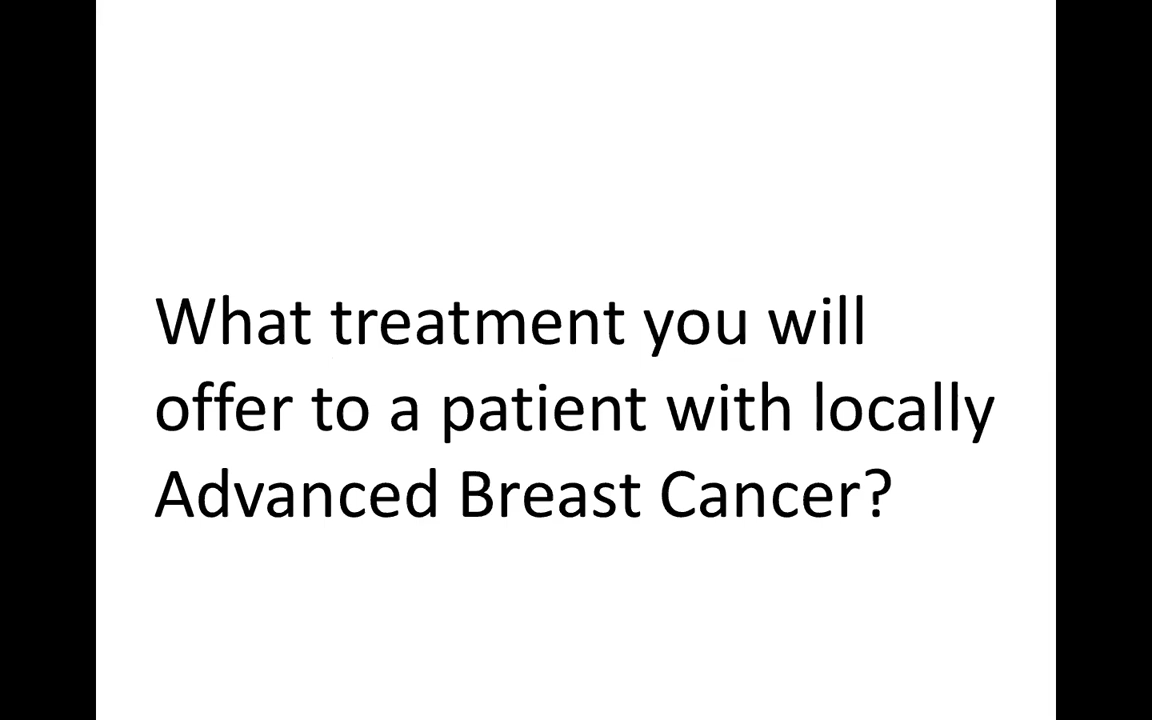 What treatment you will
offer to a patient with locally
Advanced Breast Cancer?